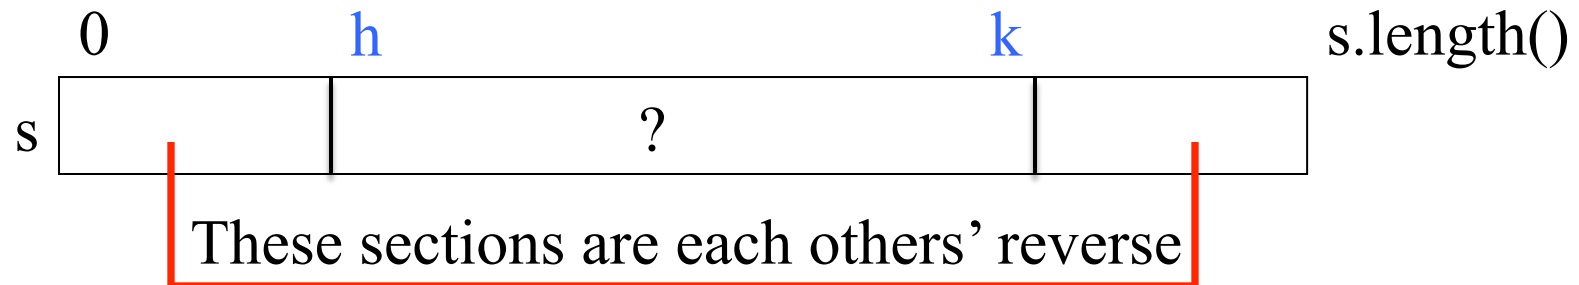 0 h k s.length()
s ?
These sections are each others’ reverse